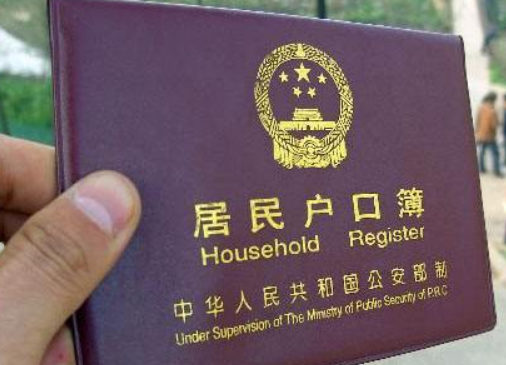 居民户口簿
Household Register
中华人民共和国公安部制
Under Supervision of The Ministry of Public Security of P.R.C